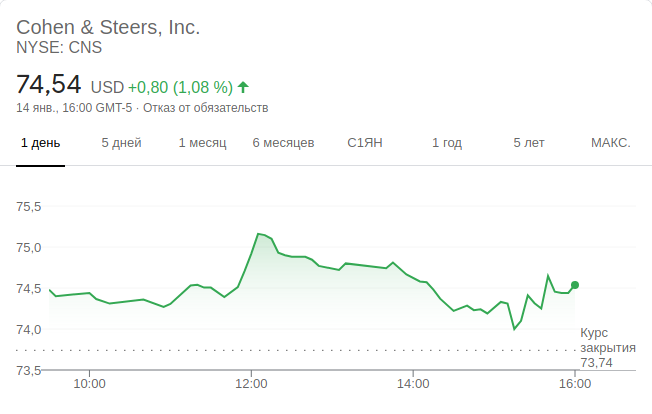 Cohen & Steers, Inc.
NYSE: CNS
74,54 USD +0,80 (1,08 %)
14 янв., 16:00 GMT-5 · Отказ от обязательств
1 день 5 дней 1 месяц 6 месяцев С1ЯН 1 год 5 лет МАКС.
75,5
75,0
74,5
74,0
Курс
закрытия
73,74
73,5
10:00 12:00 14:00 16:00